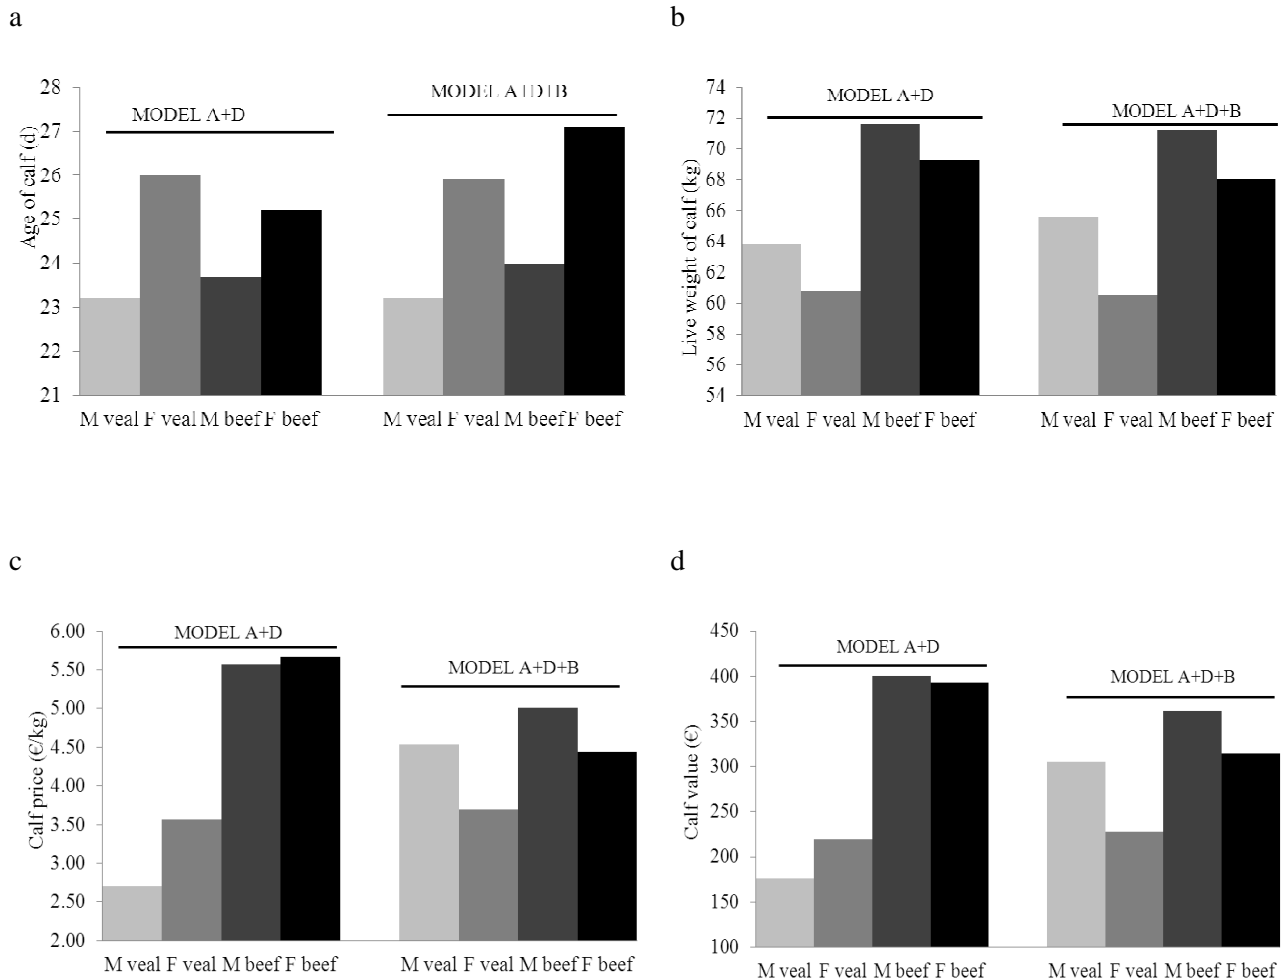 a
b
28
27
26
25
24
23
22
21
Age of calf (d)
MODEL A+D
MODEL A+D+B
M veal F veal M beef F beef
M veal F veal M beef F beef
74
72
70
68
66
64
62
60
58
56
54
Live weight of calf (kg)
MODEL A+D
MODEL A+D+B
M veal F veal M beef F beef
M veal F veal M beef F beef
c
d
6.00
5.50
5.00
4.50
4.00
3.50
3.00
2.50
2.00
Calf price (€/kg)
MODEL A+D
MODEL A+D+B
M veal F veal M beef F beef
M veal F veal M beef F beef
450
400
350
300
250
200
150
100
Calf value (€)
MODEL A+D
MODEL A+D+B
M veal F veal M beef F beef
M veal F veal M beef F beef